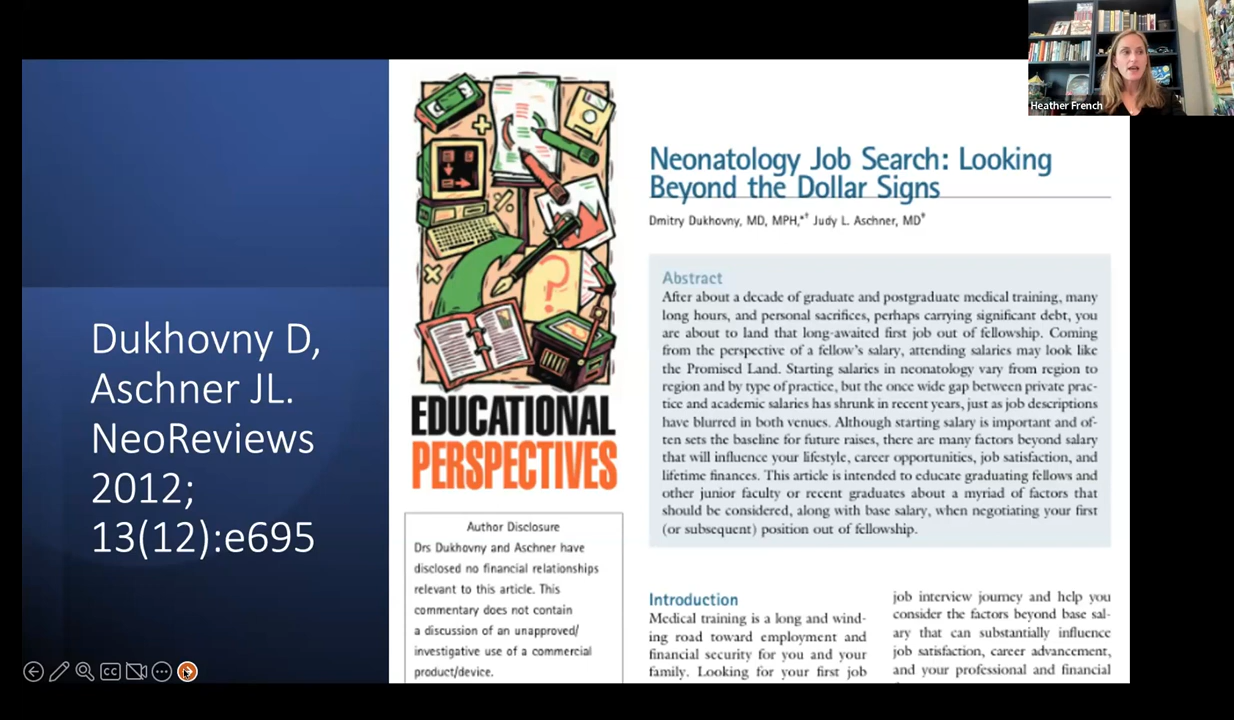 Heather French
Dukhovny D,
Aschner JL.
NeoReviews
2012;
13(12):e695
EDUCATIONAL
PERSPECTIVES
Author Disclosure
Drs Dukhovny and Aschner have
disclosed no financial relationships
relevant to this article. This
commentary does not contain
a discussion of an unapproved/
investigative use of a commercial
product/device.
Neonatology Job Search: Looking
Beyond the Dollar Signs
Dmitry Dukhovny, MD, MPH,*† Judy L. Aschner, MD†
Abstract
After about a decade of graduate and postgraduate medical training, many
long hours, and personal sacrifices, perhaps carrying significant debt, you
are about to land that long-awaited first job out of fellowship. Coming
from the perspective of a fellow's salary, attending salaries may look like
the Promised Land. Starting salaries in neonatology vary from region to
region and by type of practice, but the once wide gap between private prac-
tice and academic salaries has shrunk in recent years, just as job descriptions
have blurred in both venues. Although starting salary is important and of-
ten sets the baseline for future raises, there are many factors beyond salary
that will influence your lifestyle, career opportunities, job satisfaction, and
lifetime finances. This article is intended to educate graduating fellows and
other junior faculty or recent graduates about a myriad of factors that
should be considered, along with base salary, when negotiating your first
(or subsequent) position out of fellowship.
Introduction
Medical training is a long and wind-
ing road toward employment and
financial security for you and your
family. Looking for your first job
job interview journey and help you
consider the factors beyond base sal-
ary that can substantially influence
job satisfaction, career advancement,
and your professional and financial
CC